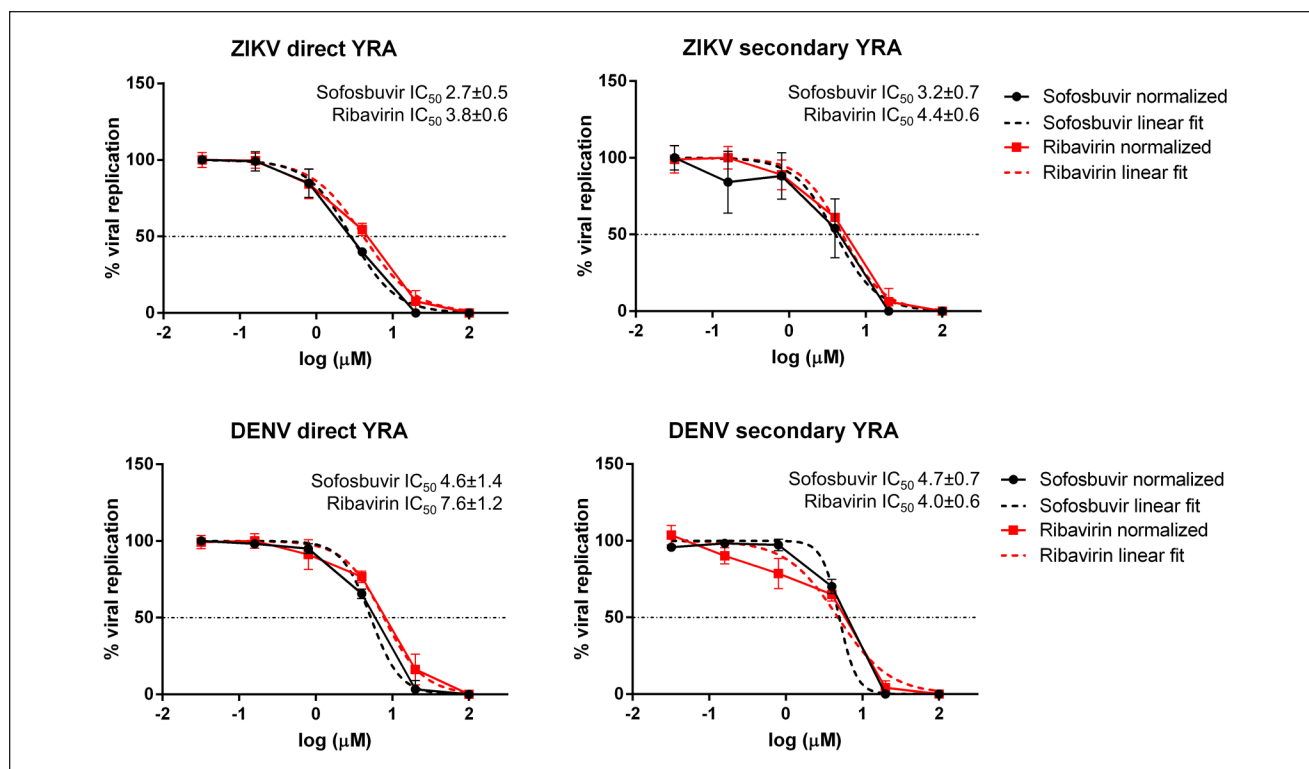 ZIKV direct YRA
Sofosbuvir IC50 2.7±0.5
Ribavirin IC50 3.8±0.6
% viral replication
150
100
50
0
-2 -1 0 1 2
log (μM)
ZIKV secondary YRA
Sofosbuvir IC50 3.2±0.7
Ribavirin IC50 4.4±0.6
% viral replication
150
100
50
0
-2 -1 0 1 2
log (μM)
Sofosbuvir normalized
Sofosbuvir linear fit
Ribavirin normalized
Ribavirin linear fit
DENV direct YRA
Sofosbuvir IC50 4.6±1.4
Ribavirin IC50 7.6±1.2
% viral replication
150
100
50
0
-2 -1 0 1 2
log (μM)
DENV secondary YRA
Sofosbuvir IC50 4.7±0.7
Ribavirin IC50 4.0±0.6
% viral replication
150
100
50
0
-2 -1 0 1 2
log (μM)
Sofosbuvir normalized
Sofosbuvir linear fit
Ribavirin normalized
Ribavirin linear fit